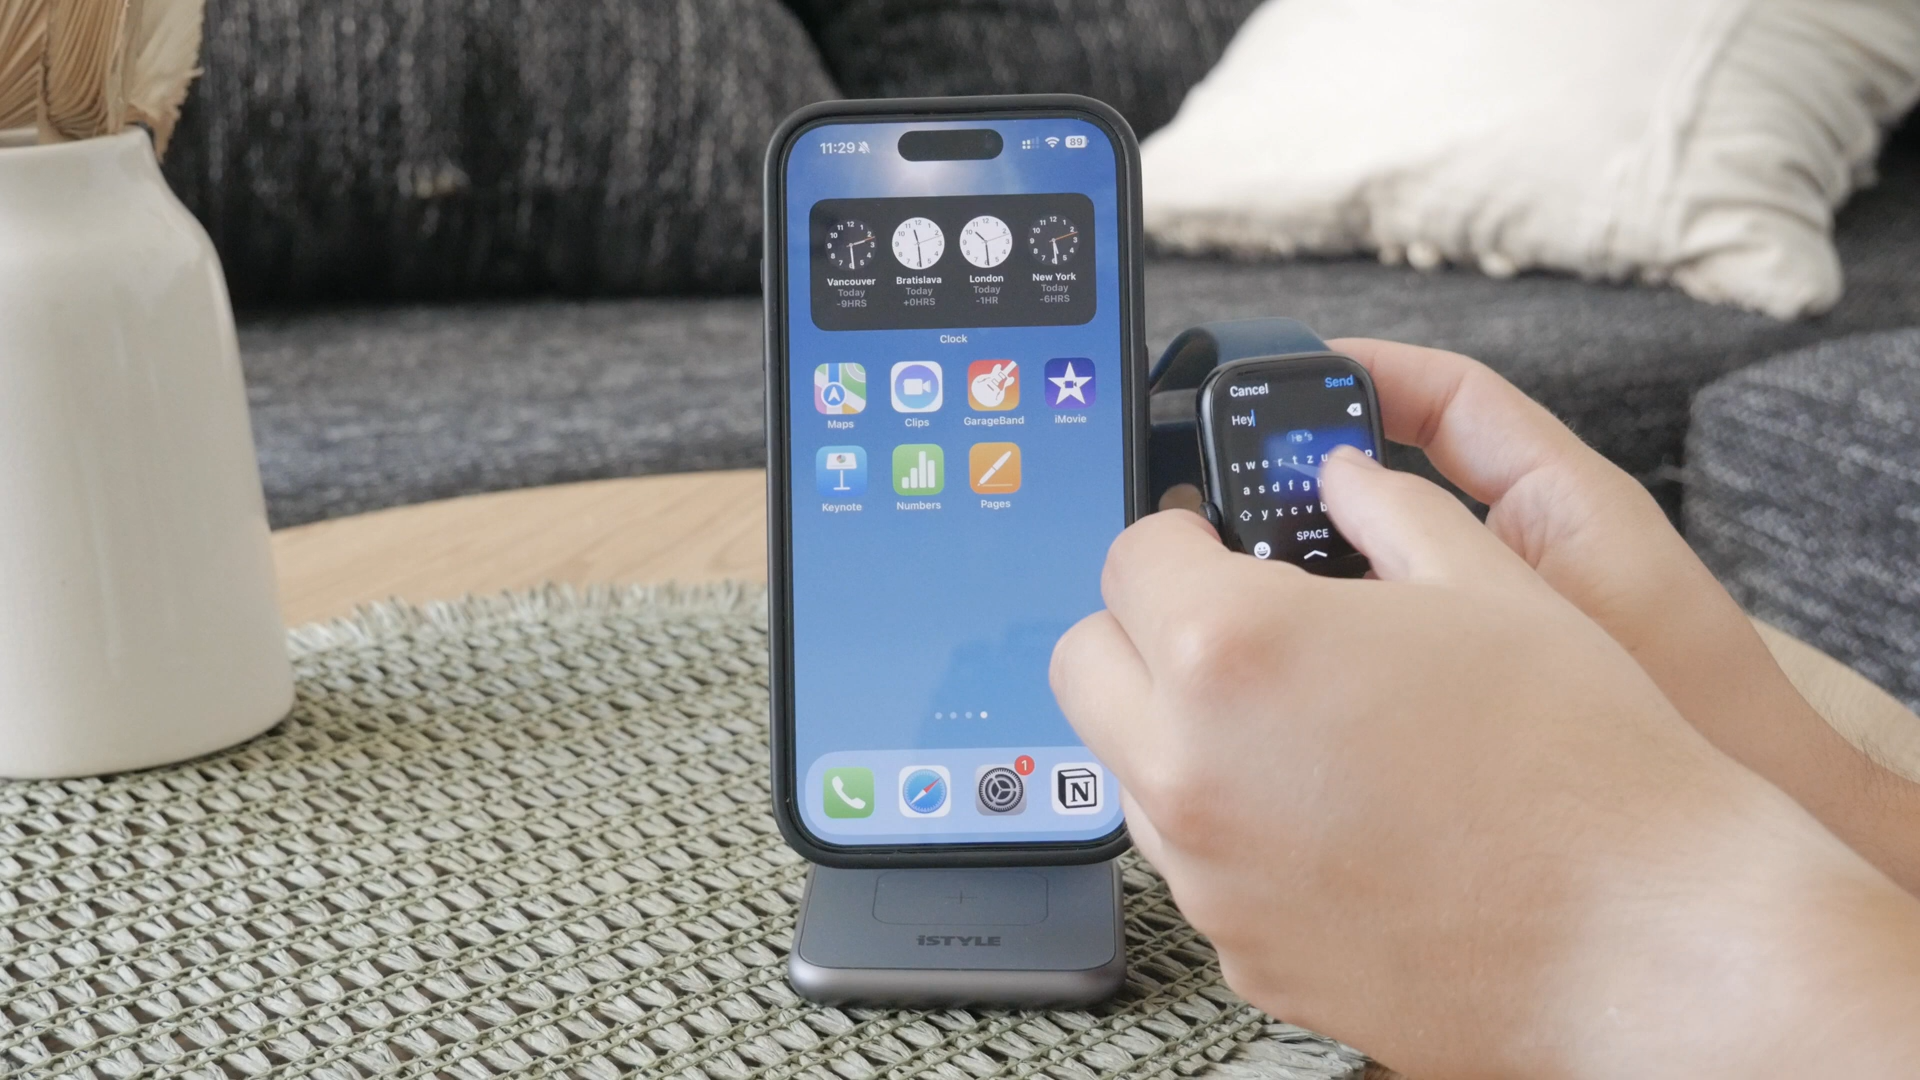 11:29
89
Vancouver Bratislava London New York
Today Today Today Today
-9HRS +0HRS -1HR -6HRS
Clock
Maps Clips GarageBand iMovie
Keynote Numbers Pages
1
N
iSTYLE
Cancel Send
Hey
q w e r t z u p
a s d f g
y x c v b
SPACE